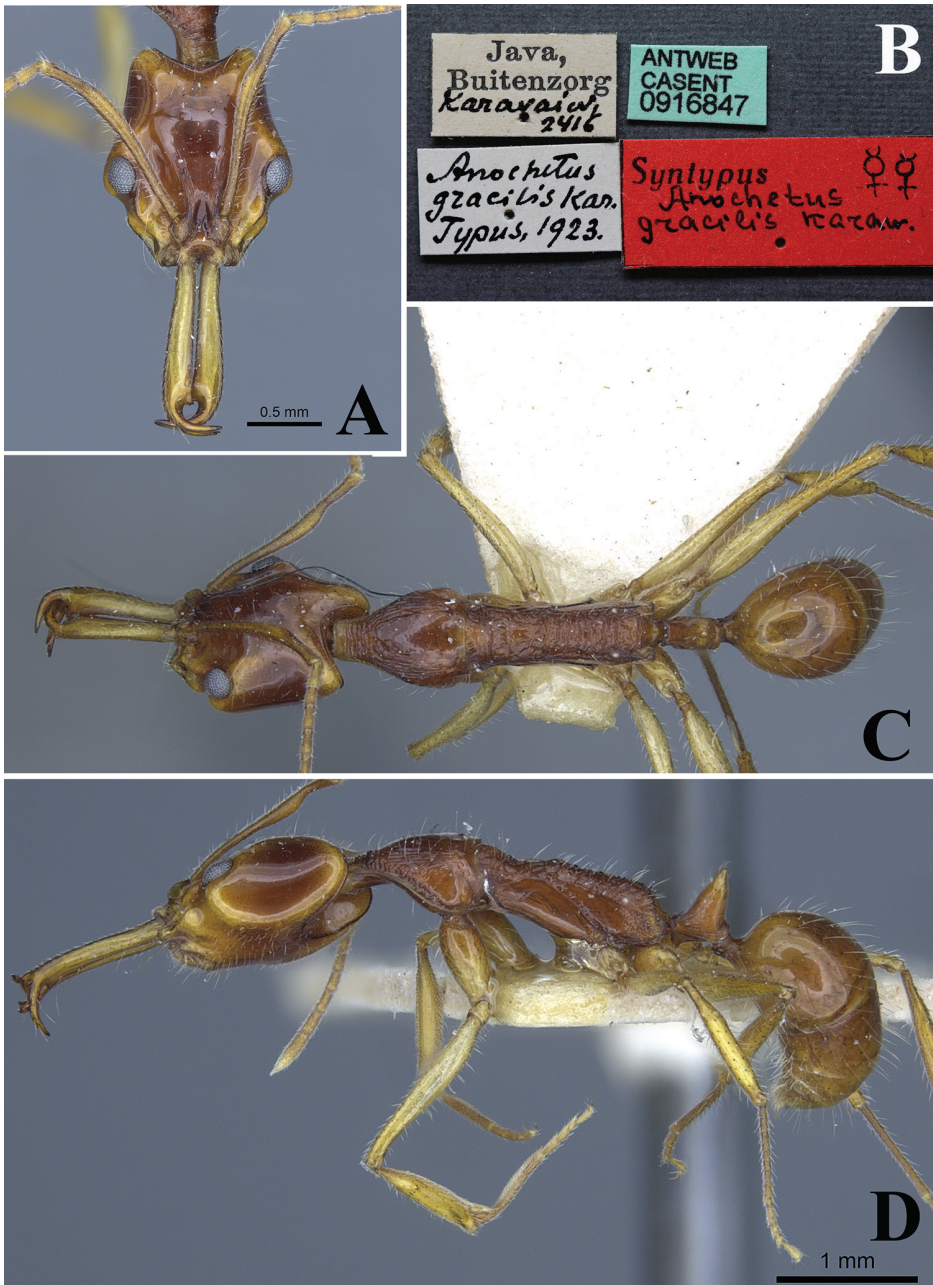 B
Java,
Buitenzorg
Karawaiew.
2416
ANTWEB
CASENT
0916847
Anochetus
gracilis Kar.
Typus, 1923.
Syntypus ☿ ☿
Anochetus
gracilis Karaw.
0.5 mm
A
C
D
1 mm